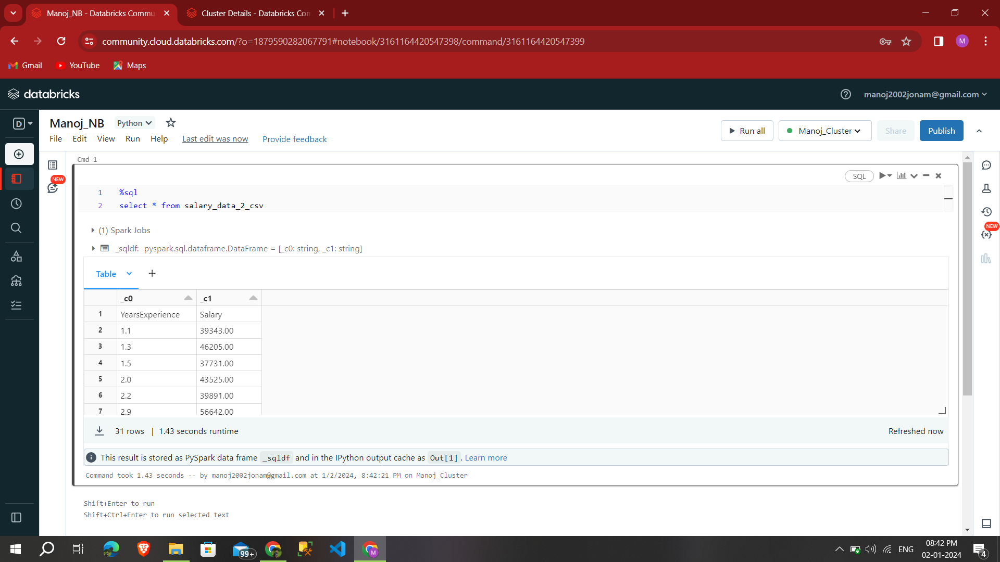 Manoj_NB - Databricks Commu
Cluster Details - Databricks Con
community.cloud.databricks.com/?o=1879590282067791#notebook/3161164420547398/command/3161164420547399
M
Gmail
YouTube
Maps
databricks
manoj2002jonam@gmail.com
D
Manoj_NB
Python
File
Edit
View
Run
Help
Last edit was now
Provide feedback
Run all
Manoj_Cluster
Share
Publish
NEW
NEW
Cmd 1
SQL
1 %sql
2 select * from salary_data_2_csv
(1) Spark Jobs
_sqldf: pyspark.sql.dataframe.DataFrame = [_c0: string, _c1: string]
Table
+
_c0 _c1
1 YearsExperience Salary
2 1.1 39343.00
3 1.3 46205.00
4 1.5 37731.00
5 2.0 43525.00
6 2.2 39891.00
7 2.9 56642.00
31 rows | 1.43 seconds runtime
Refreshed now
This result is stored as PySpark data frame _sqldf and in the IPython output cache as Out[1]. Learn more
Command took 1.43 seconds -- by manoj2002jonam@gmail.com at 1/2/2024, 8:42:21 PM on Manoj_Cluster
Shift+Enter to run
Shift+Ctrl+Enter to run selected text
99+
M
ENG
08:42 PM
02-01-2024
4